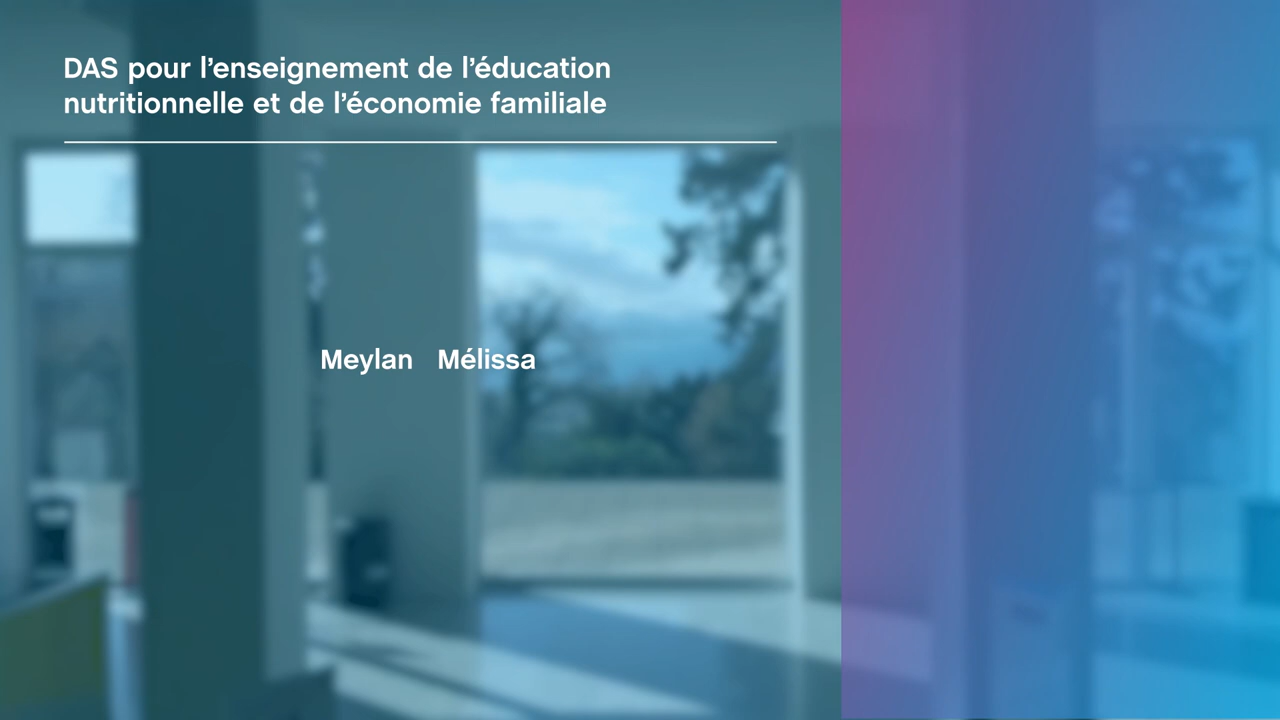 DAS pour l’enseignement de l’éducation
nutritionnelle et de l’économie familiale
Meylan Mélissa